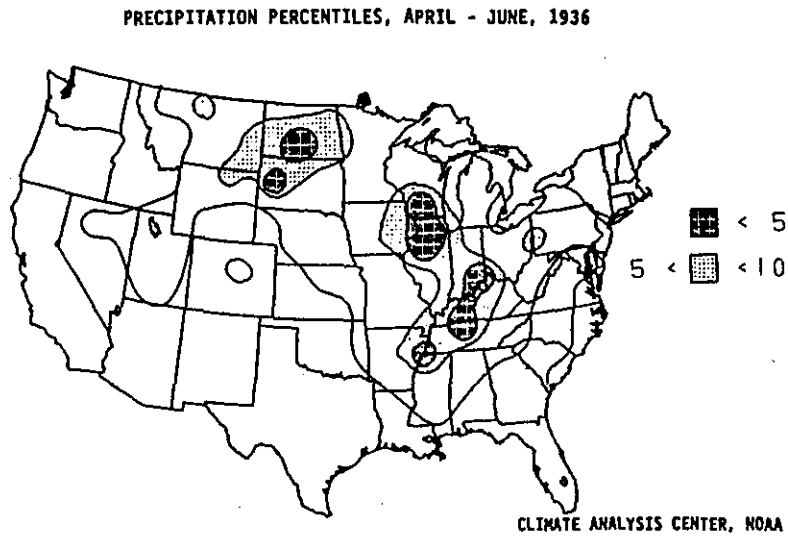 PRECIPITATION PERCENTILES, APRIL - JUNE, 1936
< 5
5 < <10
CLIMATE ANALYSIS CENTER, NOAA